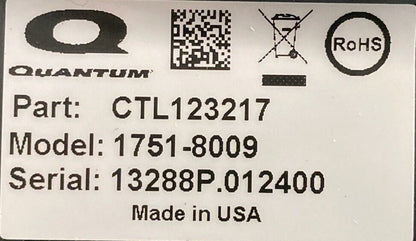 QUANTUM
RoHS
Part: CTL123217
Model: 1751-8009
Serial: 13288P.012400
Made in USA